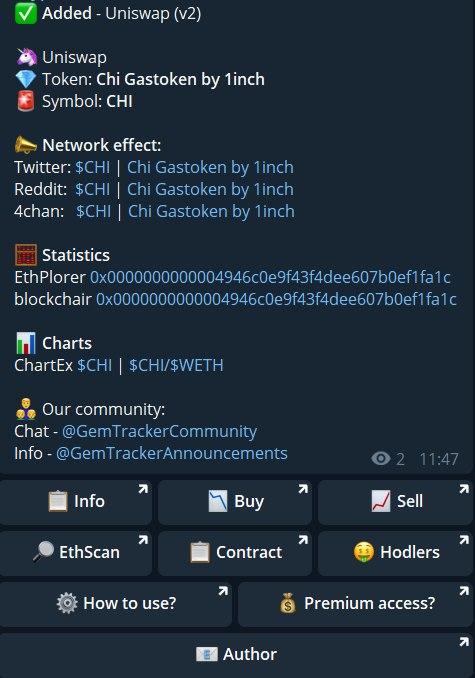 ✅ Added - Uniswap (v2)
🦄 Uniswap
💎 Token: Chi Gastoken by 1inch
🚨 Symbol: CHI
📣 Network effect:
Twitter: $CHI | Chi Gastoken by 1inch
Reddit: $CHI | Chi Gastoken by 1inch
4chan: $CHI | Chi Gastoken by 1inch
🧮 Statistics
EthPlorer 0x0000000000004946c0e9f43f4dee607b0ef1fa1c
blockchair 0x0000000000004946c0e9f43f4dee607b0ef1fa1c
📊 Charts
ChartEx $CHI | $CHI/$WETH
👨‍👩‍👦‍👦 Our community:
Chat - @GemTrackerCommunity
Info - @GemTrackerAnnouncements
2 11:47
📋 Info 📉 Buy 📈 Sell
🔎 EthScan 📋 Contract 🤑 Hodlers
⚙️ How to use? 💰 Premium access?
📧 Author